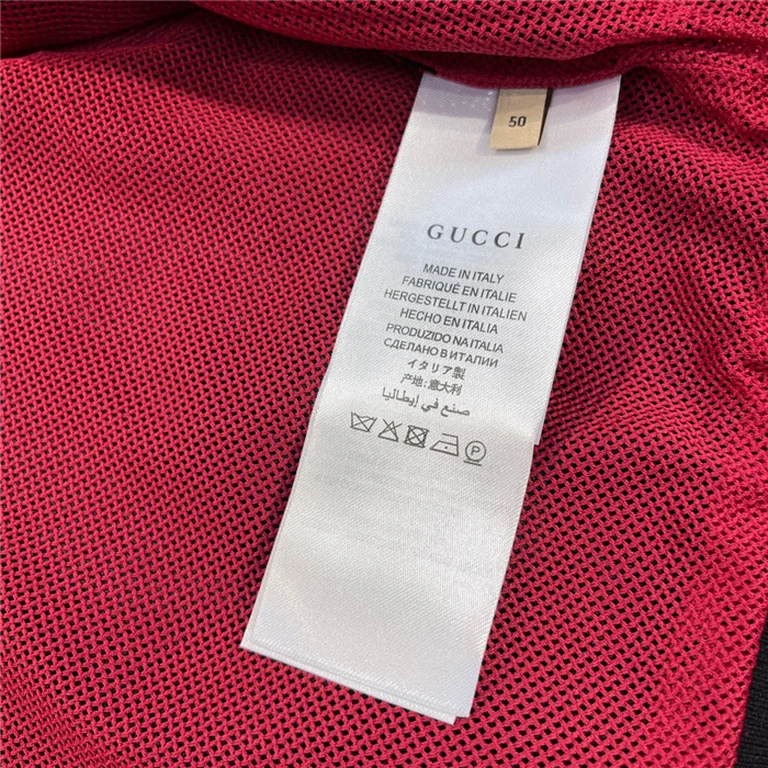 50
GUCCI
MADE IN ITALY
FABRIQUÉ EN ITALIE
HERGESTELLT IN ITALIEN
HECHO EN ITALIA
PRODUZIDO NA ITALIA
СДЕЛАНО В ИТАЛИИ
イタリア製
产地:意大利
صنع في إيطاليا
P